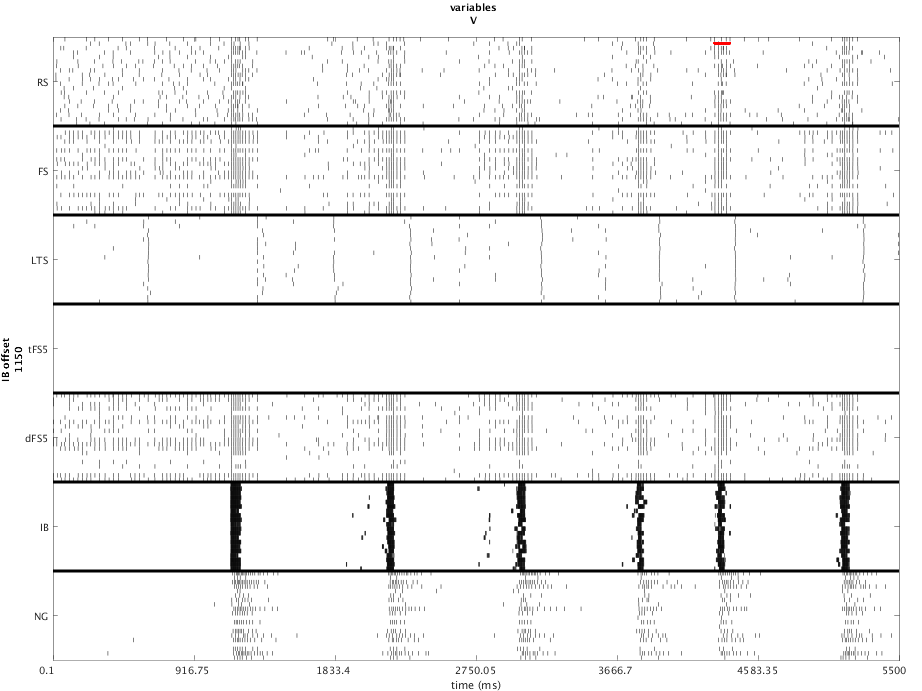 variables
V
RS
FS
LTS
tFS5
dFS5
IB
NG
IB offset
1150
0.1 916.75 1833.4 2750.05 3666.7 4583.35 5500
time (ms)